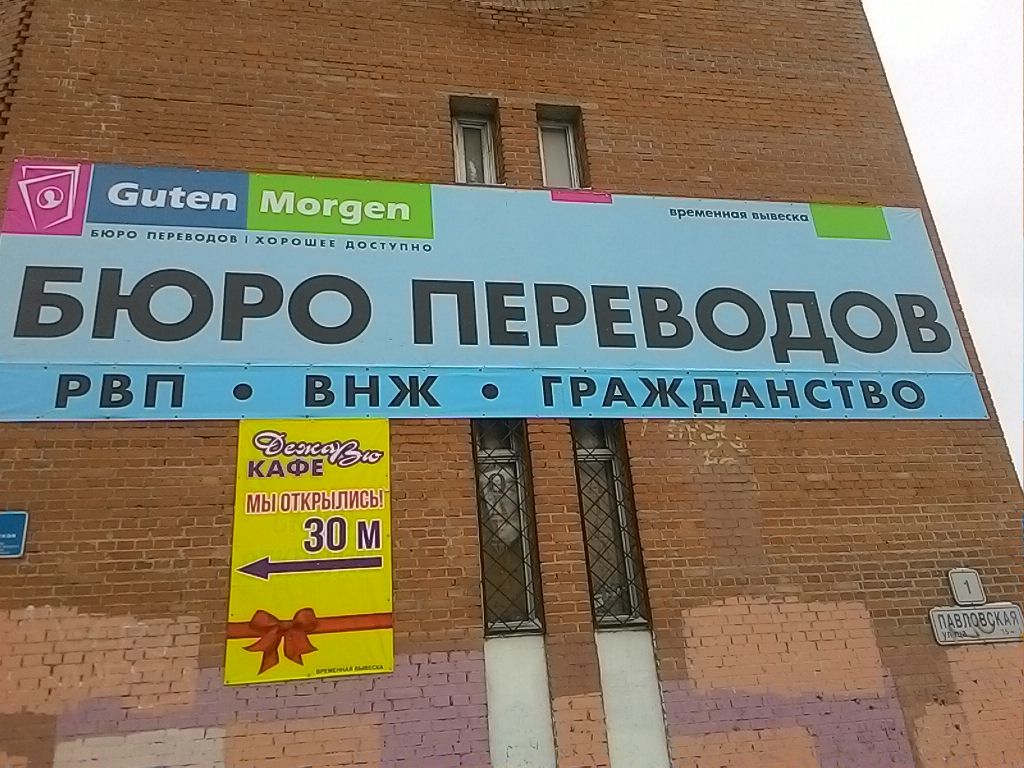 Guten Morgen
БЮРО ПЕРЕВОДОВ | ХОРОШЕЕ ДОСТУПНО
временная вывеска
БЮРО ПЕРЕВОДОВ
РВП • ВНЖ • ГРАЖДАНСТВО
ДежаВю
КАФЕ
МЫ ОТКРЫЛИСЬ!
30 М
ВРЕМЕННАЯ ВЫВЕСКА
1
ПАВЛОВСКАЯ
улица